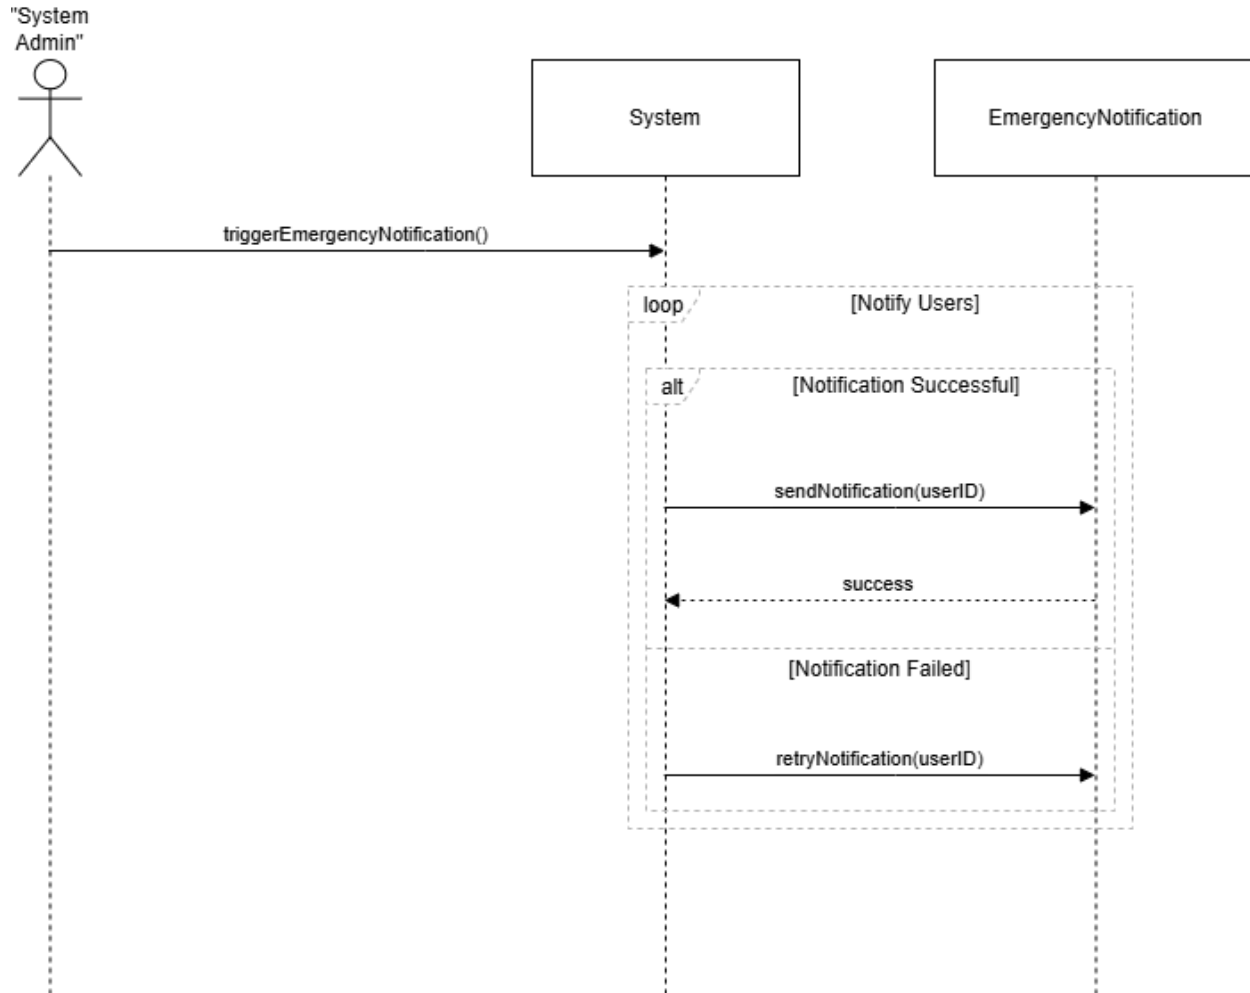 "System
Admin"
System
EmergencyNotification
triggerEmergencyNotification()
loop
[Notify Users]
alt
[Notification Successful]
sendNotification(userID)
success
[Notification Failed]
retryNotification(userID)